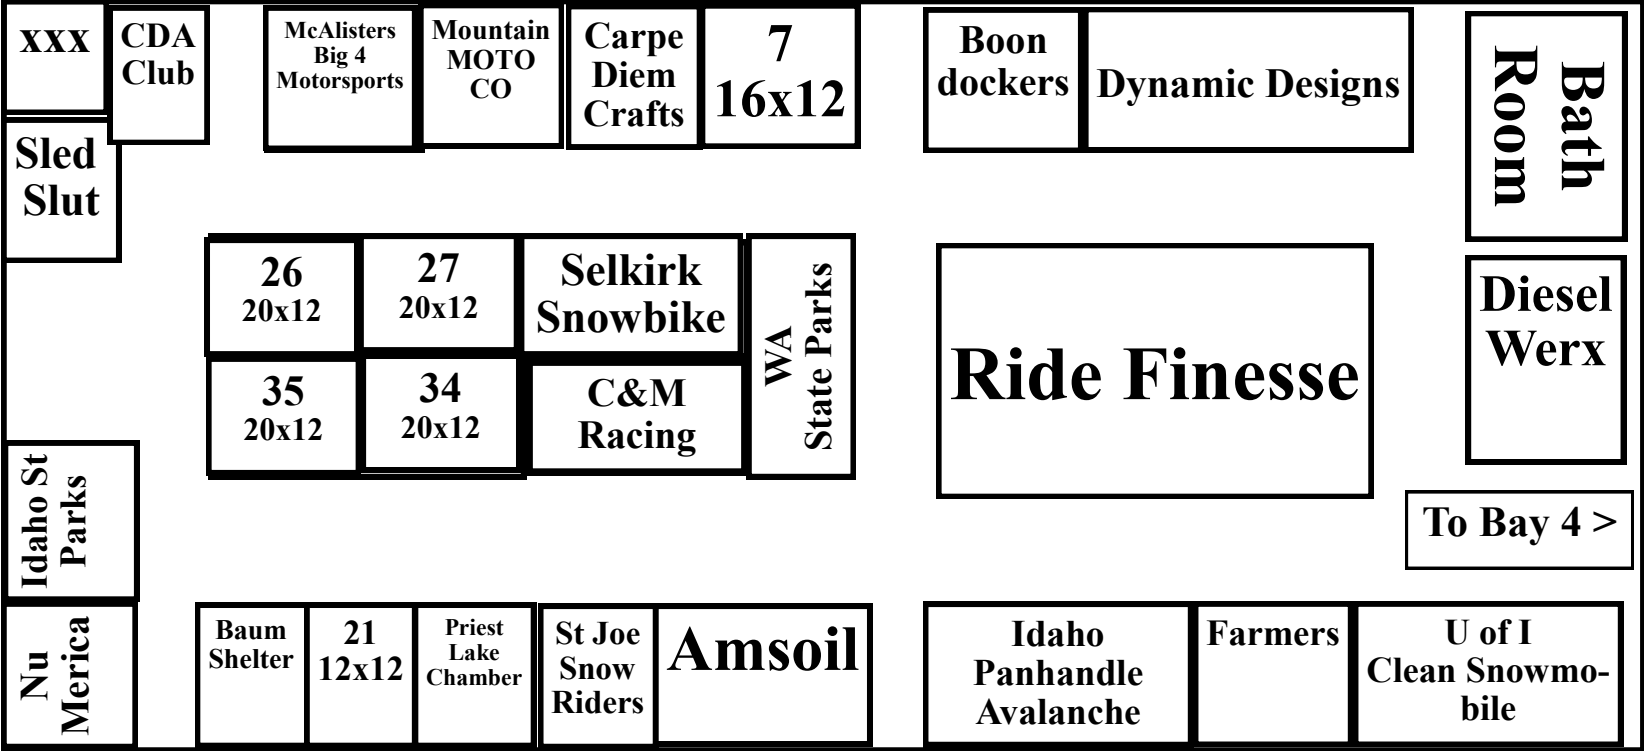 xxx
CDA
Club
McAlisters
Big 4
Motorsports
Mountain
MOTO
CO
Carpe
Diem
Crafts
7
16x12
Boon
dockers
Dynamic Designs
Bath
Room
Sled
Slut
26
20x12
27
20x12
Selkirk
Snowbike
WA
State Parks
35
20x12
34
20x12
C&M
Racing
Ride Finesse
Diesel
Werx
To Bay 4 >
Idaho St
Parks
Nu
Merica
Baum
Shelter
21
12x12
Priest
Lake
Chamber
St Joe
Snow
Riders
Amsoil
Idaho
Panhandle
Avalanche
Farmers
U of I
Clean Snowmo-
bile